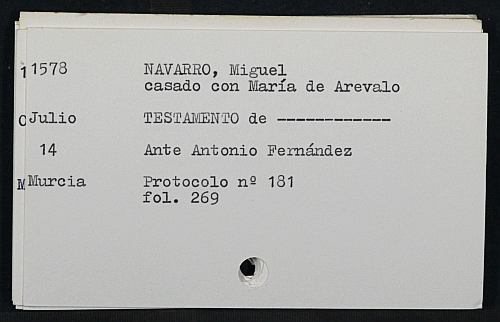 1578 NAVARRO, Miguel
casado con María de Arevalo
Julio TESTAMENTO de ------------
14 Ante Antonio Fernández
Murcia Protocolo nº 181
fol. 269